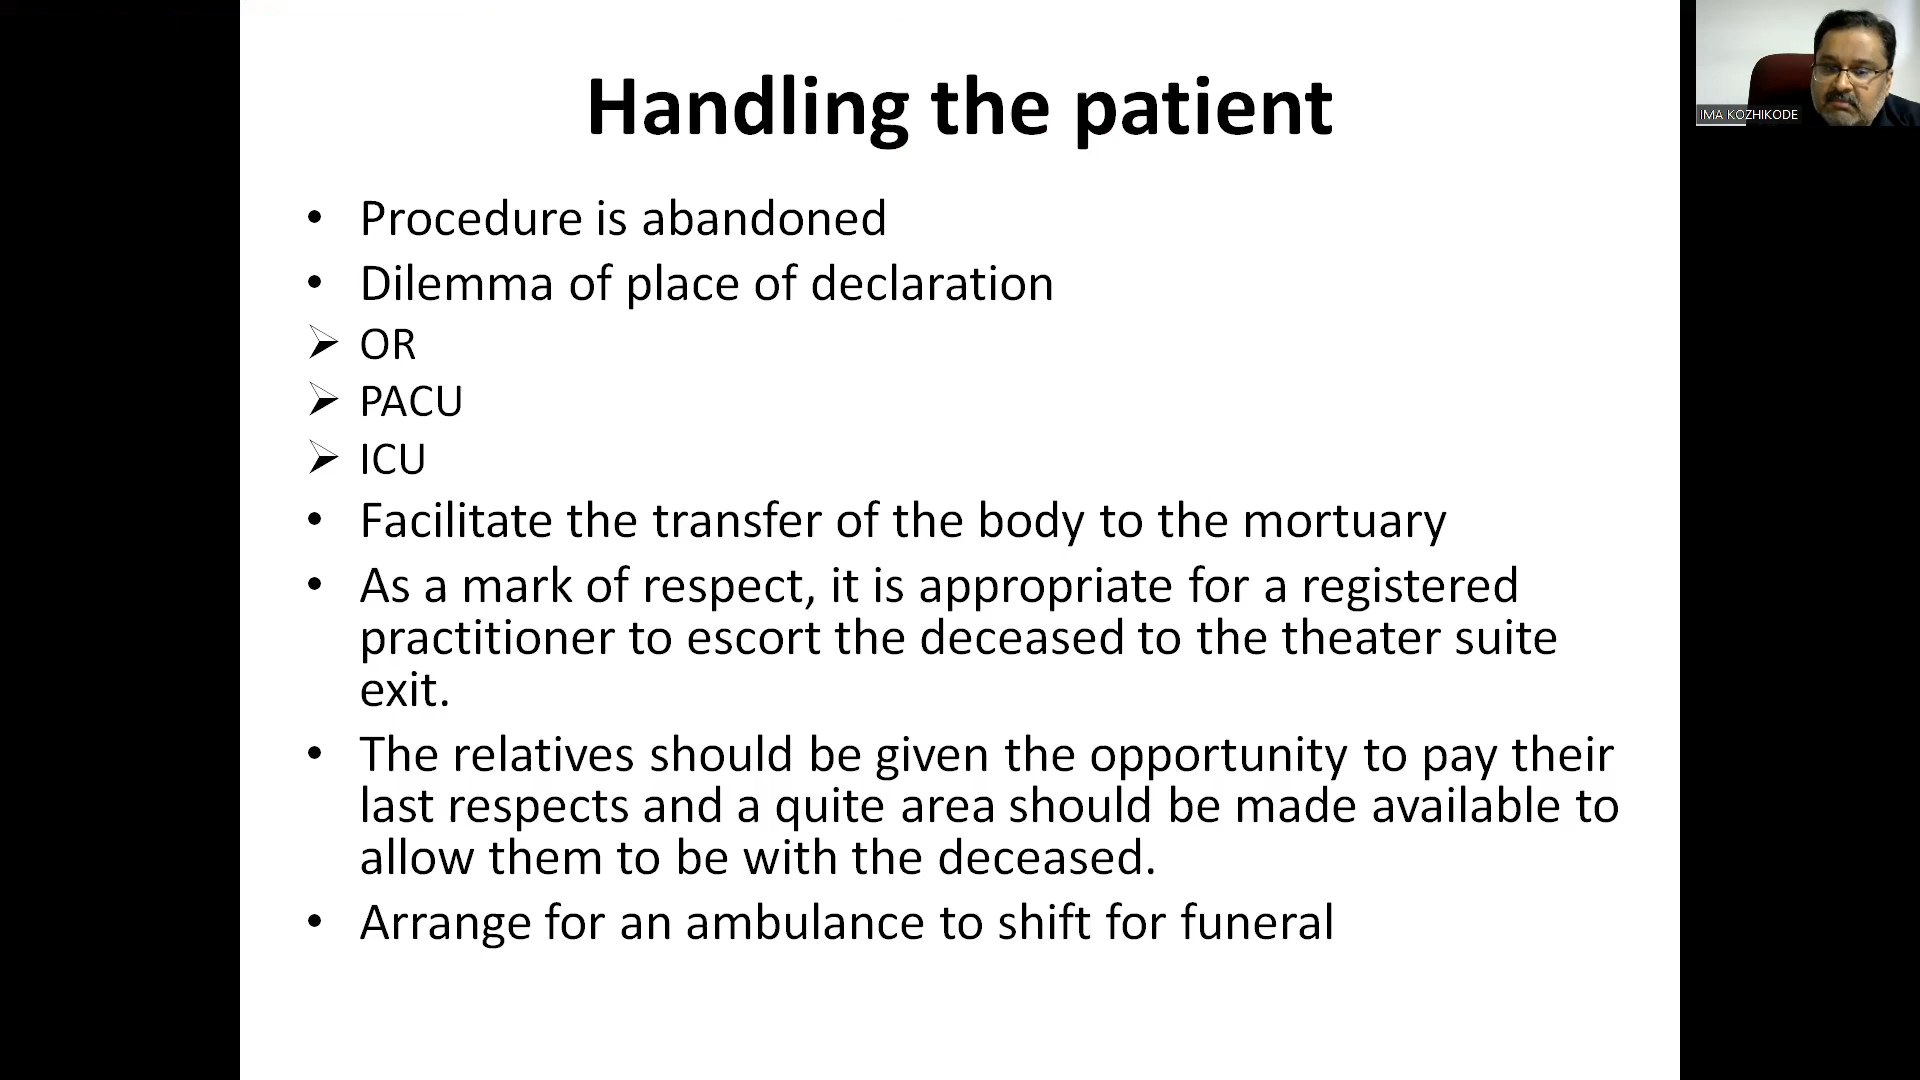 Handling the patient
IMA KOZHIKODE
• Procedure is abandoned
• Dilemma of place of declaration
➢ OR
➢ PACU
➢ ICU
• Facilitate the transfer of the body to the mortuary
• As a mark of respect, it is appropriate for a registered
practitioner to escort the deceased to the theater suite
exit.
• The relatives should be given the opportunity to pay their
last respects and a quite area should be made available to
allow them to be with the deceased.
• Arrange for an ambulance to shift for funeral